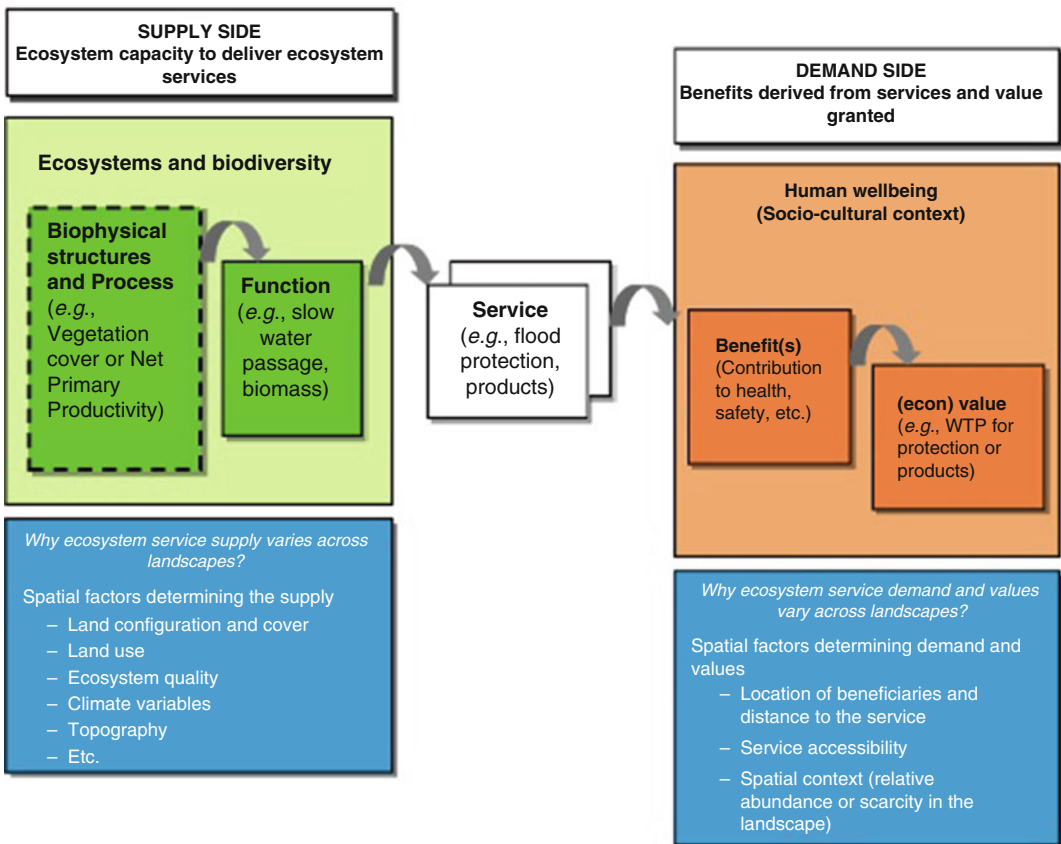 SUPPLY SIDE
Ecosystem capacity to deliver ecosystem
services
DEMAND SIDE
Benefits derived from services and value
granted
Ecosystems and biodiversity
Biophysical
structures
and Process
(e.g.,
Vegetation
cover or Net
Primary
Productivity)
Function
(e.g., slow
water
passage,
biomass)
Service
(e.g., flood
protection,
products)
Human wellbeing
(Socio-cultural context)
Benefit(s)
(Contribution
to health,
safety, etc.)
(econ) value
(e.g., WTP for
protection or
products)
Why ecosystem service supply varies across
landscapes?
Spatial factors determining the supply
– Land configuration and cover
– Land use
– Ecosystem quality
– Climate variables
– Topography
– Etc.
Why ecosystem service demand and values
vary across landscapes?
Spatial factors determining demand and
values
– Location of beneficiaries and
distance to the service
– Service accessibility
– Spatial context (relative
abundance or scarcity in the
landscape)